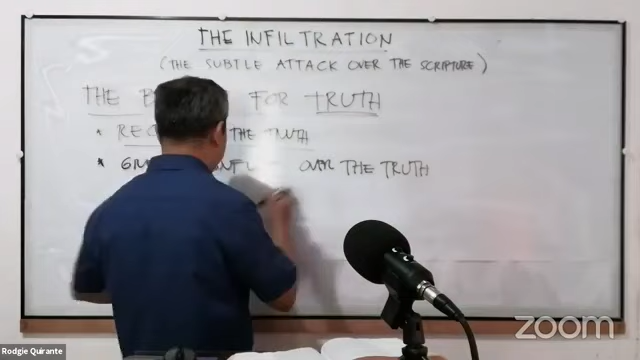 THE INFILTRATION
(THE SUBTLE ATTACK OVER THE SCRIPTURE)
THE FOR TRUTH
THE TRUTH
OVER THE TRUTH
zoom
Rodgie Quirante